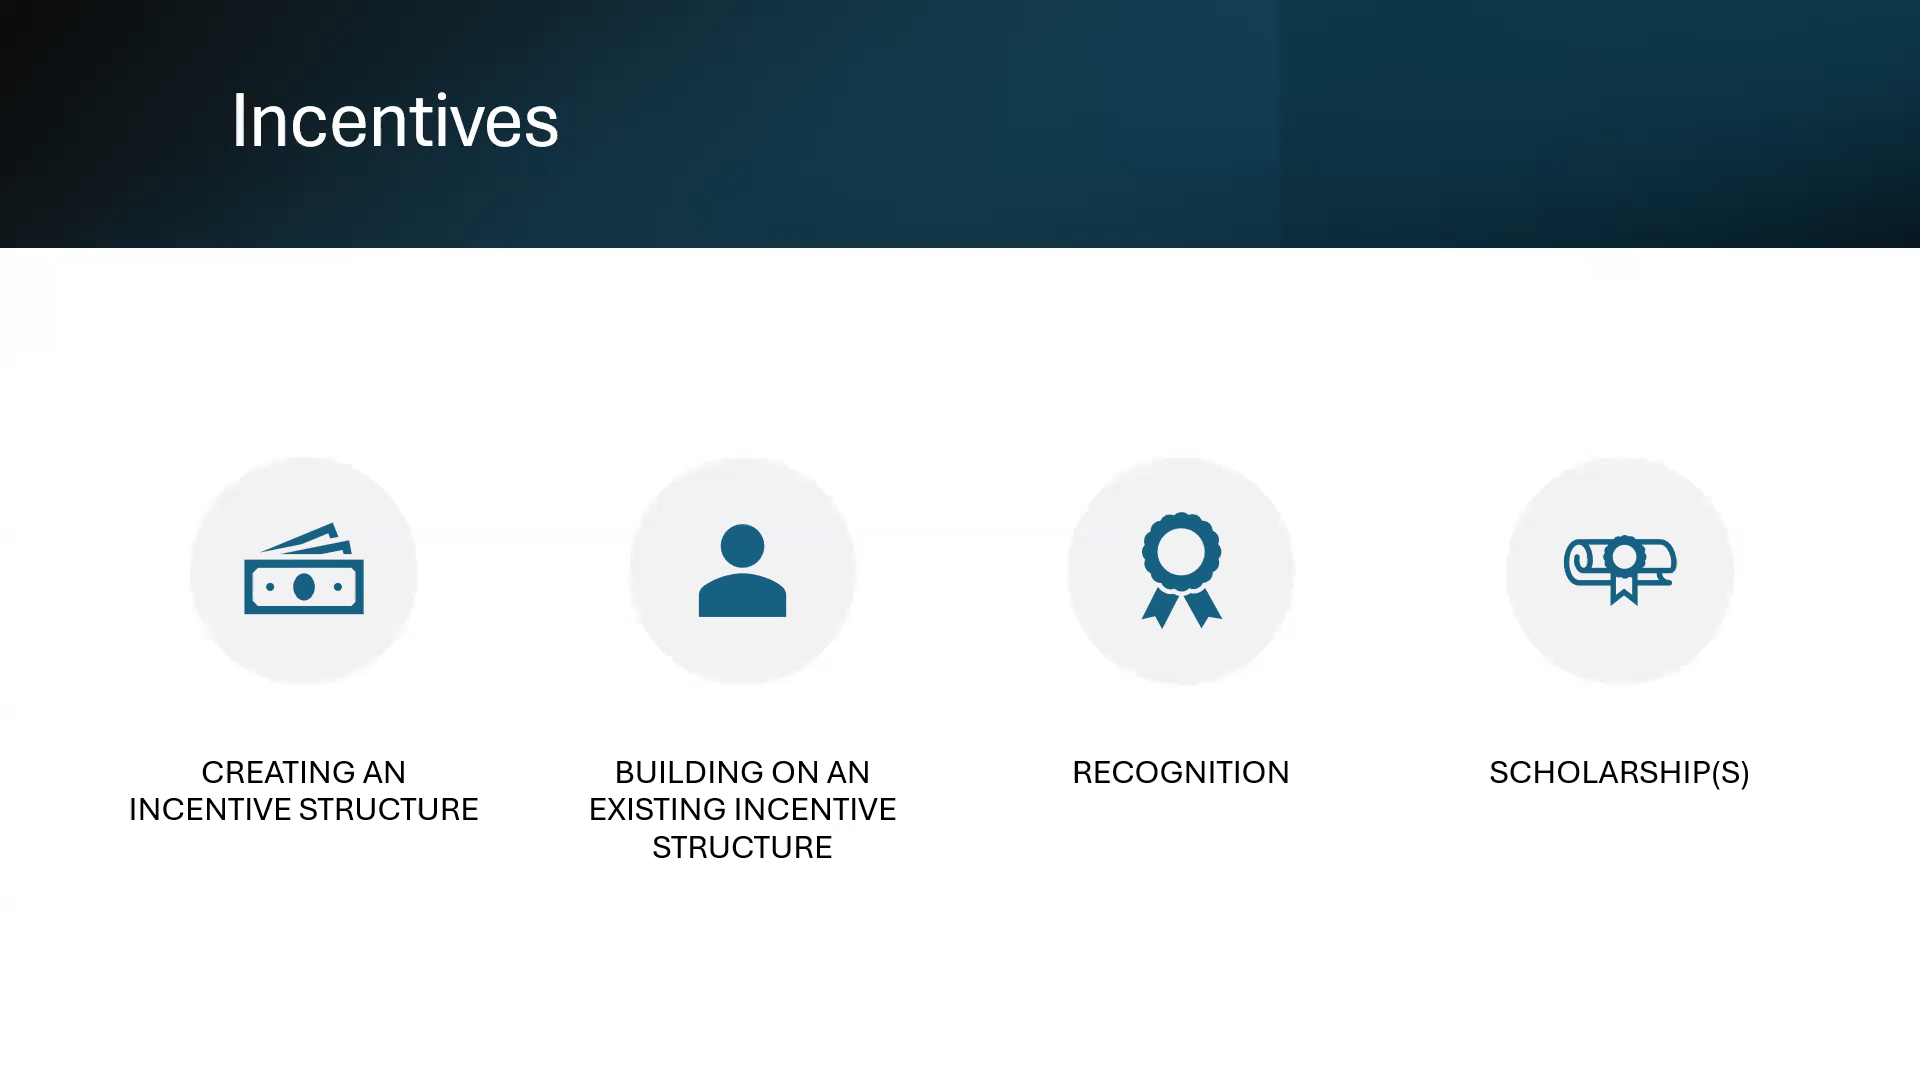 Incentives
CREATING AN
INCENTIVE STRUCTURE
BUILDING ON AN
EXISTING INCENTIVE
STRUCTURE
RECOGNITION
SCHOLARSHIP(S)